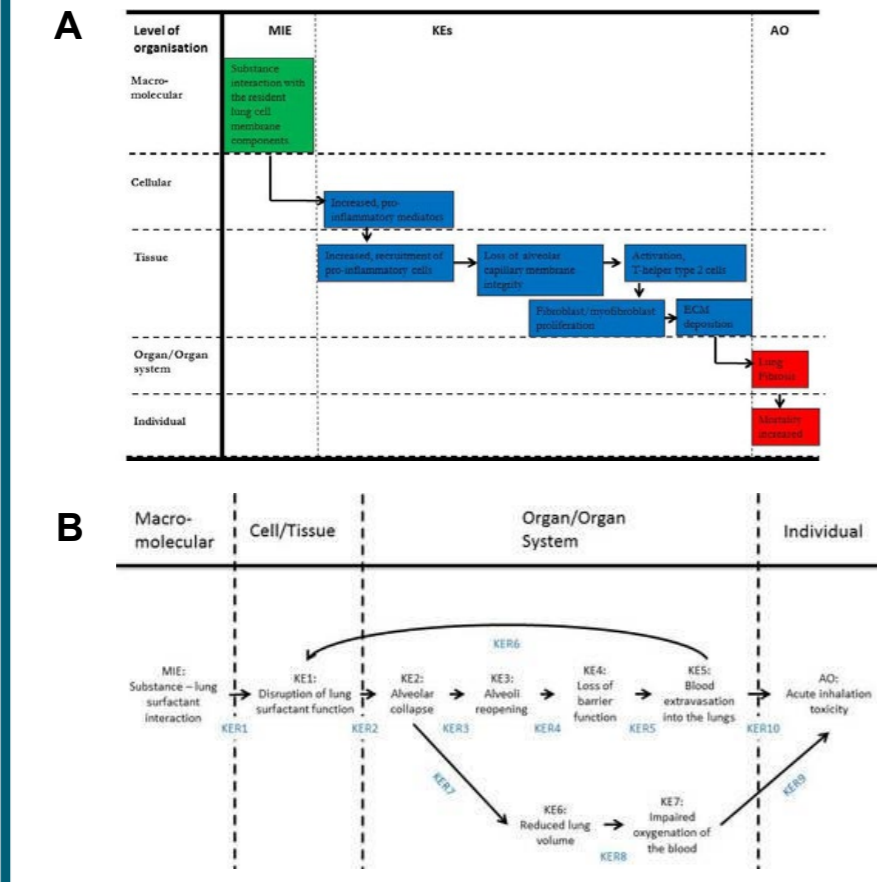 A
Level of
organisation
MIE
KEs
AO
Macro-
molecular
Substance
interaction with
the resident
lung cell
membrane
components.
Cellular
Increased, pro-
inflammatory mediators
Tissue
Increased, recruitment of
pro-inflammatory cells
Loss of alveolar
capillary membrane
integrity
Activation,
T-helper type 2 cells
Fibroblast/myofibroblast
proliferation
ECM
deposition
Organ/Organ
system
Lung
Fibrosis
Individual
Mortality
increased
B
Macro-
molecular
Cell/Tissue
Organ/Organ
System
Individual
KER6
MIE:
Substance – lung
surfactant
interaction
KER1
KE1:
Disruption of lung
surfactant function
KER2
KE2:
Alveolar
collapse
KER3
KE3:
Alveoli
reopening
KER4
KE4:
Loss of
barrier
function
KER5
KE5:
Blood
extravasation
into the lungs
KER10
AO:
Acute inhalation
toxicity
KER7
KE6:
Reduced lung
volume
KER8
KE7:
Impaired
oxygenation of
the blood
KER9